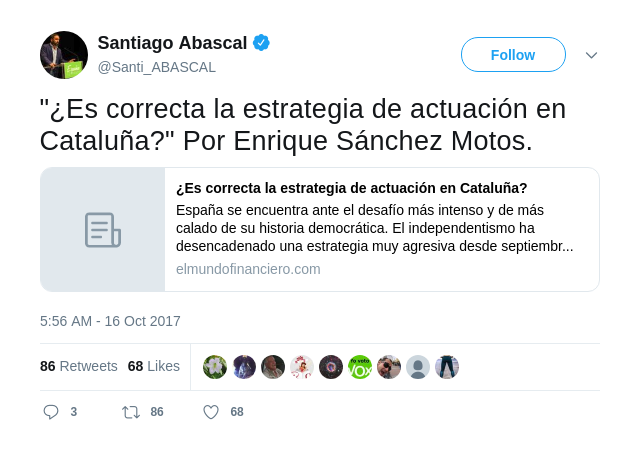 Santiago Abascal
@Santi_ABASCAL
Follow
"¿Es correcta la estrategia de actuación en
Cataluña?" Por Enrique Sánchez Motos.
¿Es correcta la estrategia de actuación en Cataluña?
España se encuentra ante el desafío más intenso y de más
calado de su historia democrática. El independentismo ha
desencadenado una estrategia muy agresiva desde septiembr...
elmundofinanciero.com
5:56 AM - 16 Oct 2017
86 Retweets 68 Likes
Yo voto
VOX
3 86 68